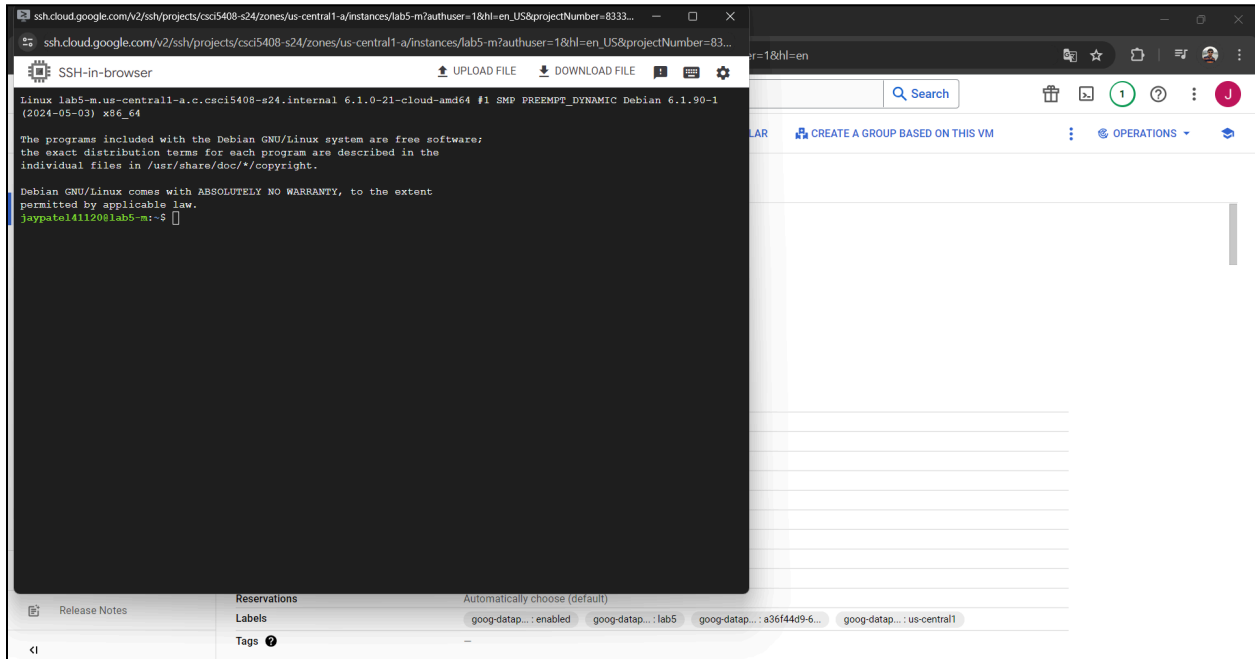 ssh.cloud.google.com/v2/ssh/projects/csci5408-s24/zones/us-central1-a/instances/lab5-m?authuser=1&hl=en_US&projectNumber=8333...
ssh.cloud.google.com/v2/ssh/projects/csci5408-s24/zones/us-central1-a/instances/lab5-m?authuser=1&hl=en_US&projectNumber=83...
er=1&hl=en
SSH-in-browser
UPLOAD FILE
DOWNLOAD FILE
Search
1
J
LAR
CREATE A GROUP BASED ON THIS VM
OPERATIONS
Linux lab5-m.us-central1-a.c.csci5408-s24.internal 6.1.0-21-cloud-amd64 #1 SMP PREEMPT_DYNAMIC Debian 6.1.90-1
(2024-05-03) x86_64
The programs included with the Debian GNU/Linux system are free software;
the exact distribution terms for each program are described in the
individual files in /usr/share/doc/*/copyright.
Debian GNU/Linux comes with ABSOLUTELY NO WARRANTY, to the extent
permitted by applicable law.
jaypatel41120@lab5-m:~$
Reservations
Automatically choose (default)
Release Notes
Labels
goog-datap... : enabled
goog-datap... : lab5
goog-datap... : a36f44d9-6...
goog-datap... : us-central1
Tags
—